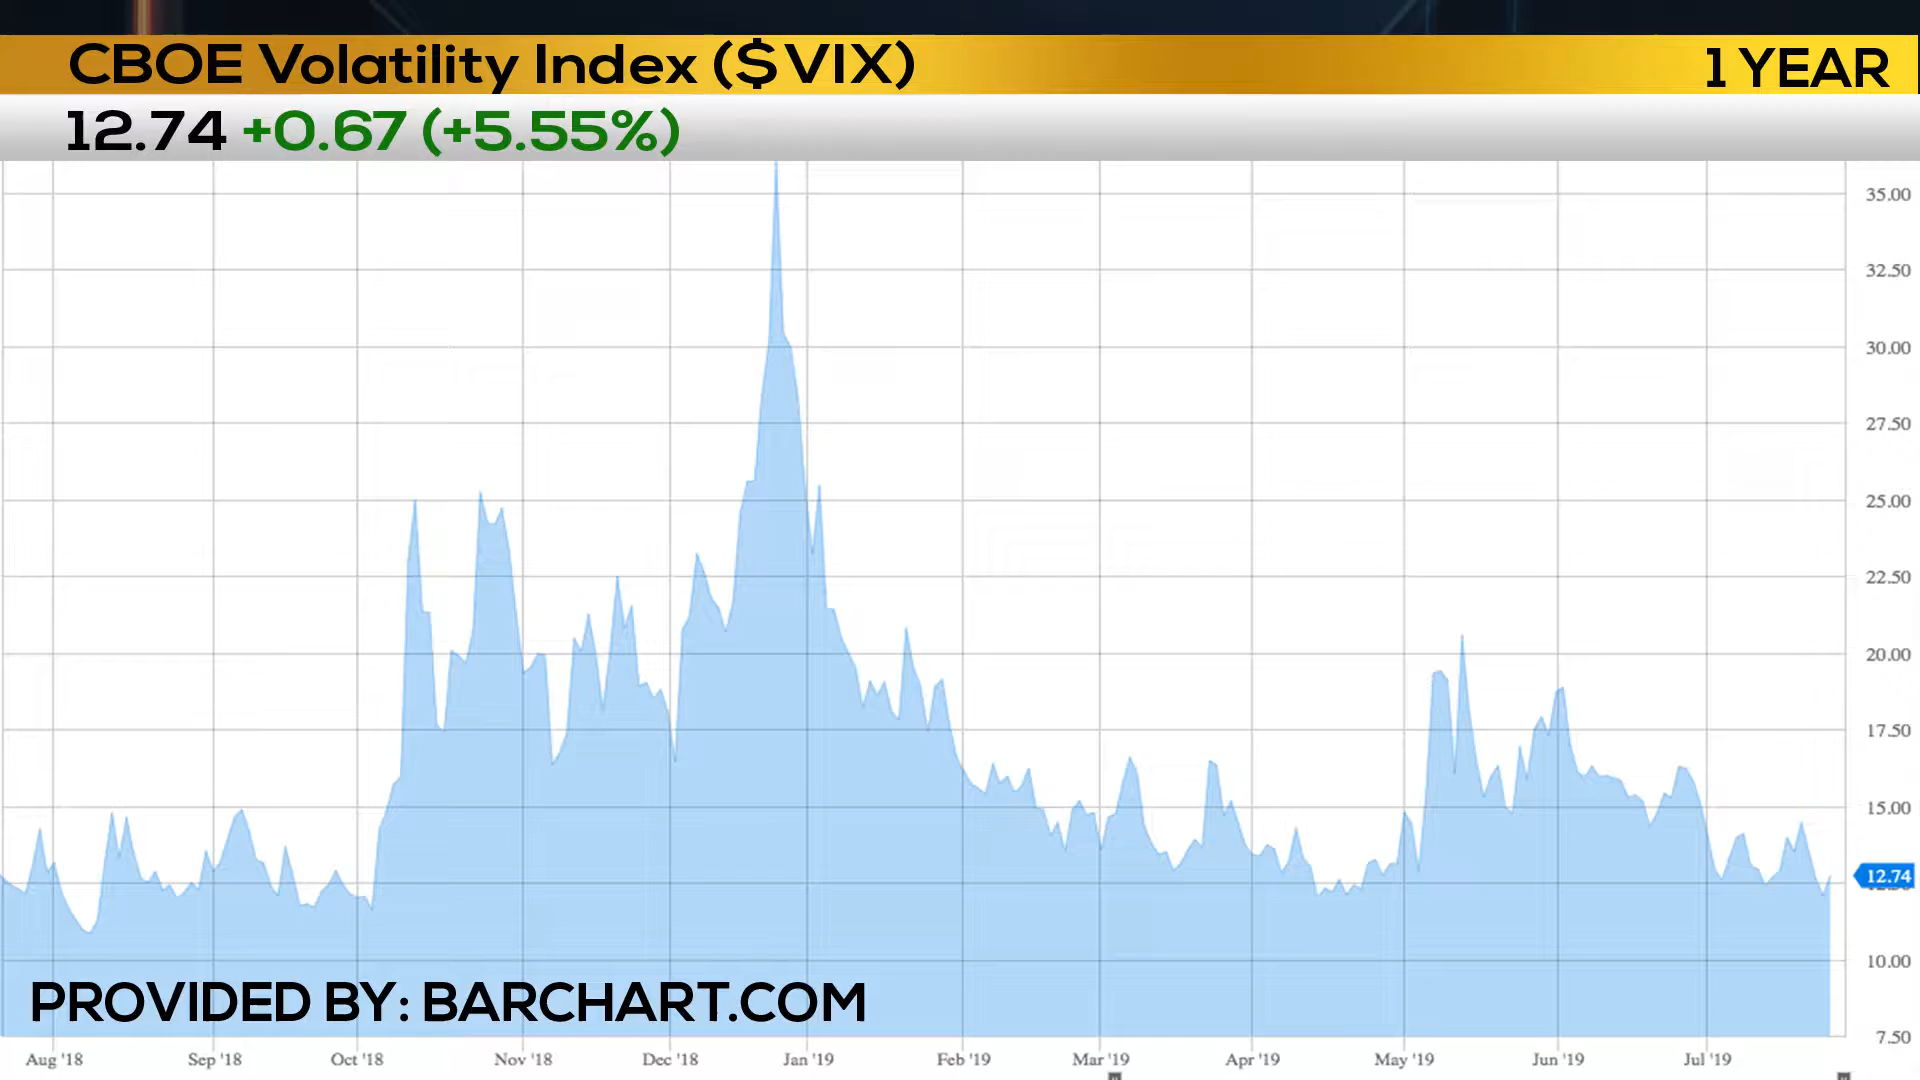 CBOE Volatility Index ($VIX)
1 YEAR
12.74 +0.67 (+5.55%)
35.00
32.50
30.00
27.50
25.00
22.50
20.00
17.50
15.00
12.74
10.00
7.50
PROVIDED BY: BARCHART.COM
Aug '18 Sep '18 Oct '18 Nov '18 Dec '18 Jan '19 Feb '19 Mar '19 Apr '19 May '19 Jun '19 Jul '19